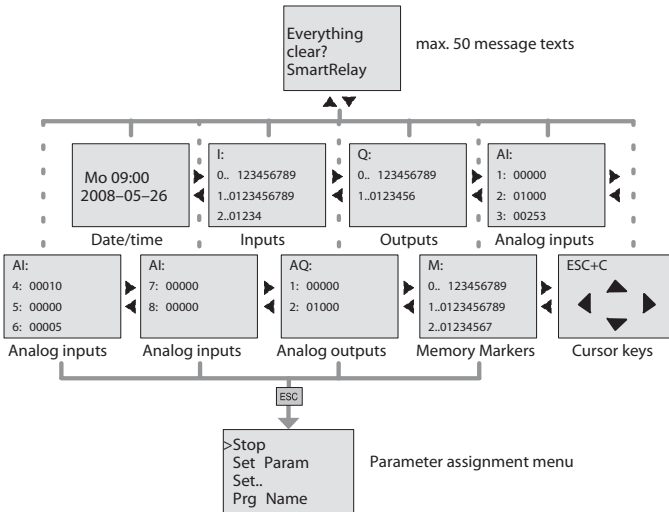 Everything
clear?
SmartRelay
max. 50 message texts
Mo 09:00
2008–05–26
Date/time
I:
0.. 123456789
1..0123456789
2..01234
Inputs
Q:
0.. 123456789
1..0123456
Outputs
AI:
1: 00000
2: 01000
3: 00253
Analog inputs
AI:
4: 00010
5: 00000
6: 00005
Analog inputs
AI:
7: 00000
8: 00000
Analog inputs
AQ:
1: 00000
2: 01000
Analog outputs
M:
0.. 123456789
1..0123456789
2..01234567
Memory Markers
ESC+C
Cursor keys
ESC
>Stop
Set Param
Set..
Prg Name
Parameter assignment menu